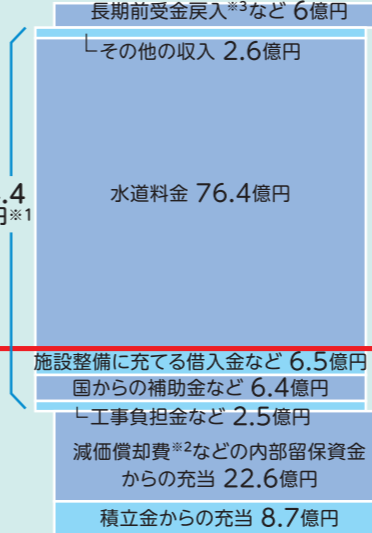 長期前受金戻入※3など 6億円
└その他の収入 2.6億円
水道料金 76.4億円
.4
円※1
施設整備に充てる借入金など 6.5億円
国からの補助金など 6.4億円
└工事負担金など 2.5億円
減価償却費※2などの内部留保資金
からの充当 22.6億円
積立金からの充当 8.7億円